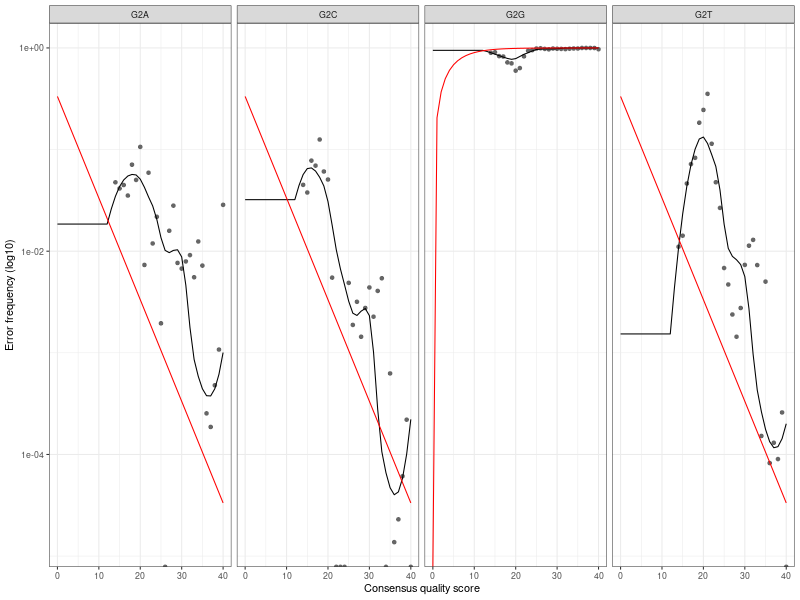 G2A G2C G2G G2T
1e+00
1e-02
1e-04
Error frequency (log10)
0 10 20 30 40 0 10 20 30 40 0 10 20 30 40 0 10 20 30 40
Consensus quality score